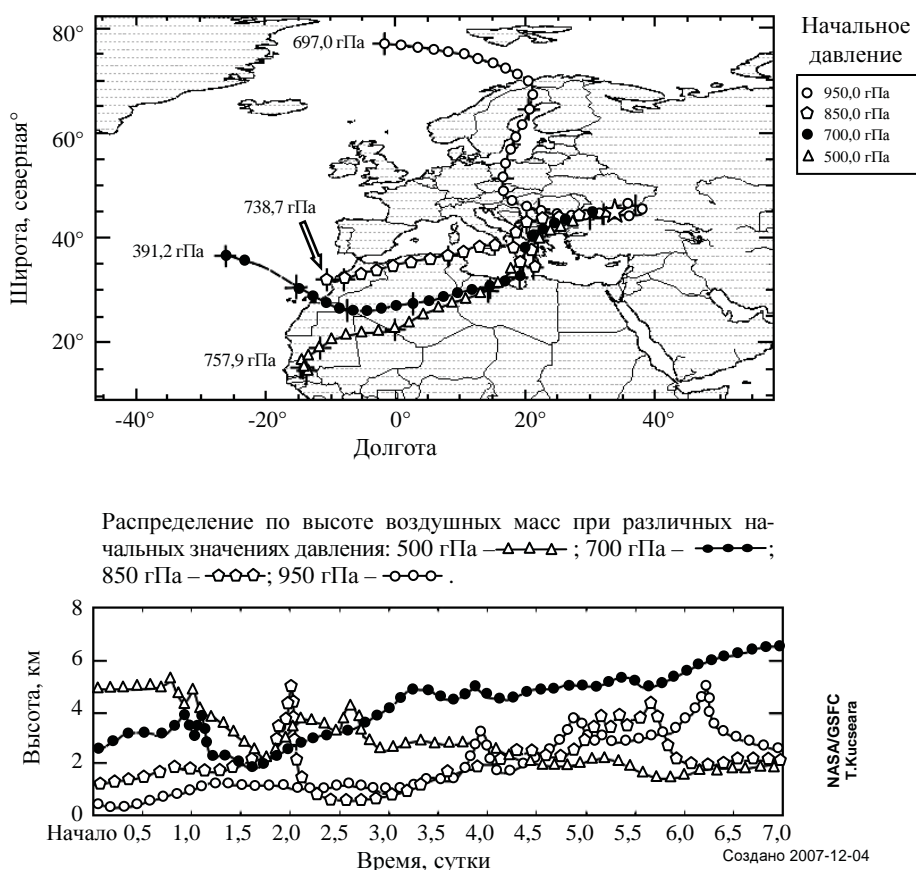 80°
60°
40°
20°
Широта, северная°
697,0 гПа
738,7 гПа
391,2 гПа
757,9 гПа
-40°
-20°
0°
20°
40°
Долгота
Начальное
давление
950,0 гПа
850,0 гПа
700,0 гПа
500,0 гПа
Распределение по высоте воздушных масс при различных на-
чальных значениях давления: 500 гПа – ; 700 гПа – ;
850 гПа – ; 950 гПа – .
8
6
4
2
0
Высота, км
Начало 0,5 1,0 1,5 2,0 2,5 3,0 3,5 4,0 4,5 5,0 5,5 6,0 6,5 7,0
Время, сутки
NASA/GSFC
T.Kucseara
Создано 2007-12-04